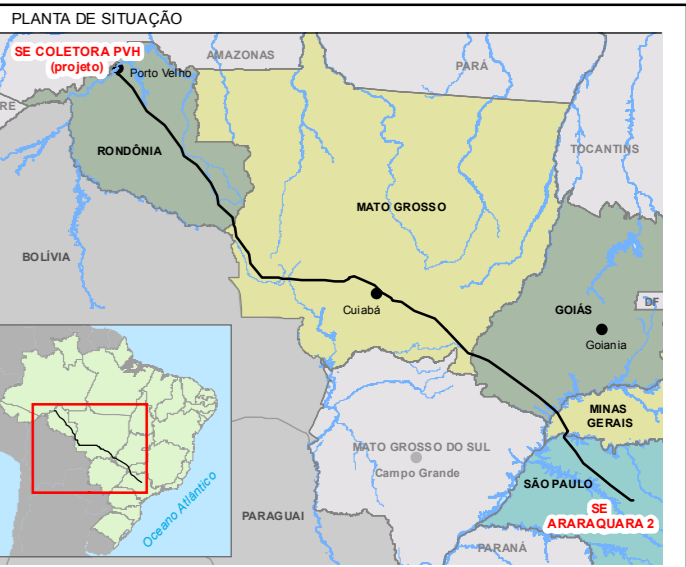 PLANTA DE SITUAÇÃO
SE COLETORA PVH
(projeto)
Porto Velho
AMAZONAS
PARÁ
RE
TOCANTINS
RONDÔNIA
MATO GROSSO
BOLÍVIA
Cuiabá
GOIÁS
DF
Goiania
MINAS
GERAIS
MATO GROSSO DO SUL
Campo Grande
SÃO PAULO
SE
ARARAQUARA 2
PARAGUAI
PARANÁ
Oceano Atlântico